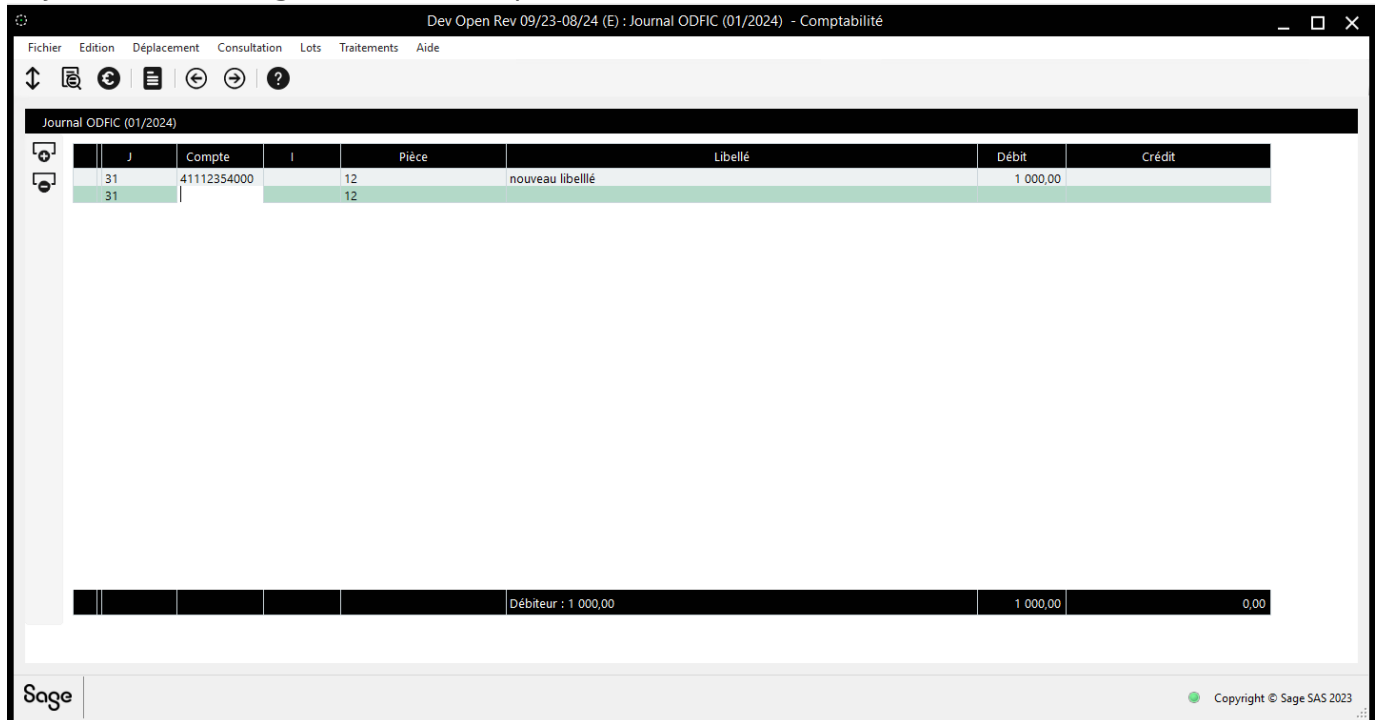 Dev Open Rev 09/23-08/24 (E) : Journal ODFIC (01/2024) - Comptabilité
Fichier Edition Déplacement Consultation Lots Traitements Aide
Journal ODFIC (01/2024)
J Compte I Pièce Libellé Débit Crédit
31 41112354000 12 nouveau libelllé 1 000,00
31 12
Débiteur : 1 000,00 1 000,00 0,00
Sage Copyright © Sage SAS 2023